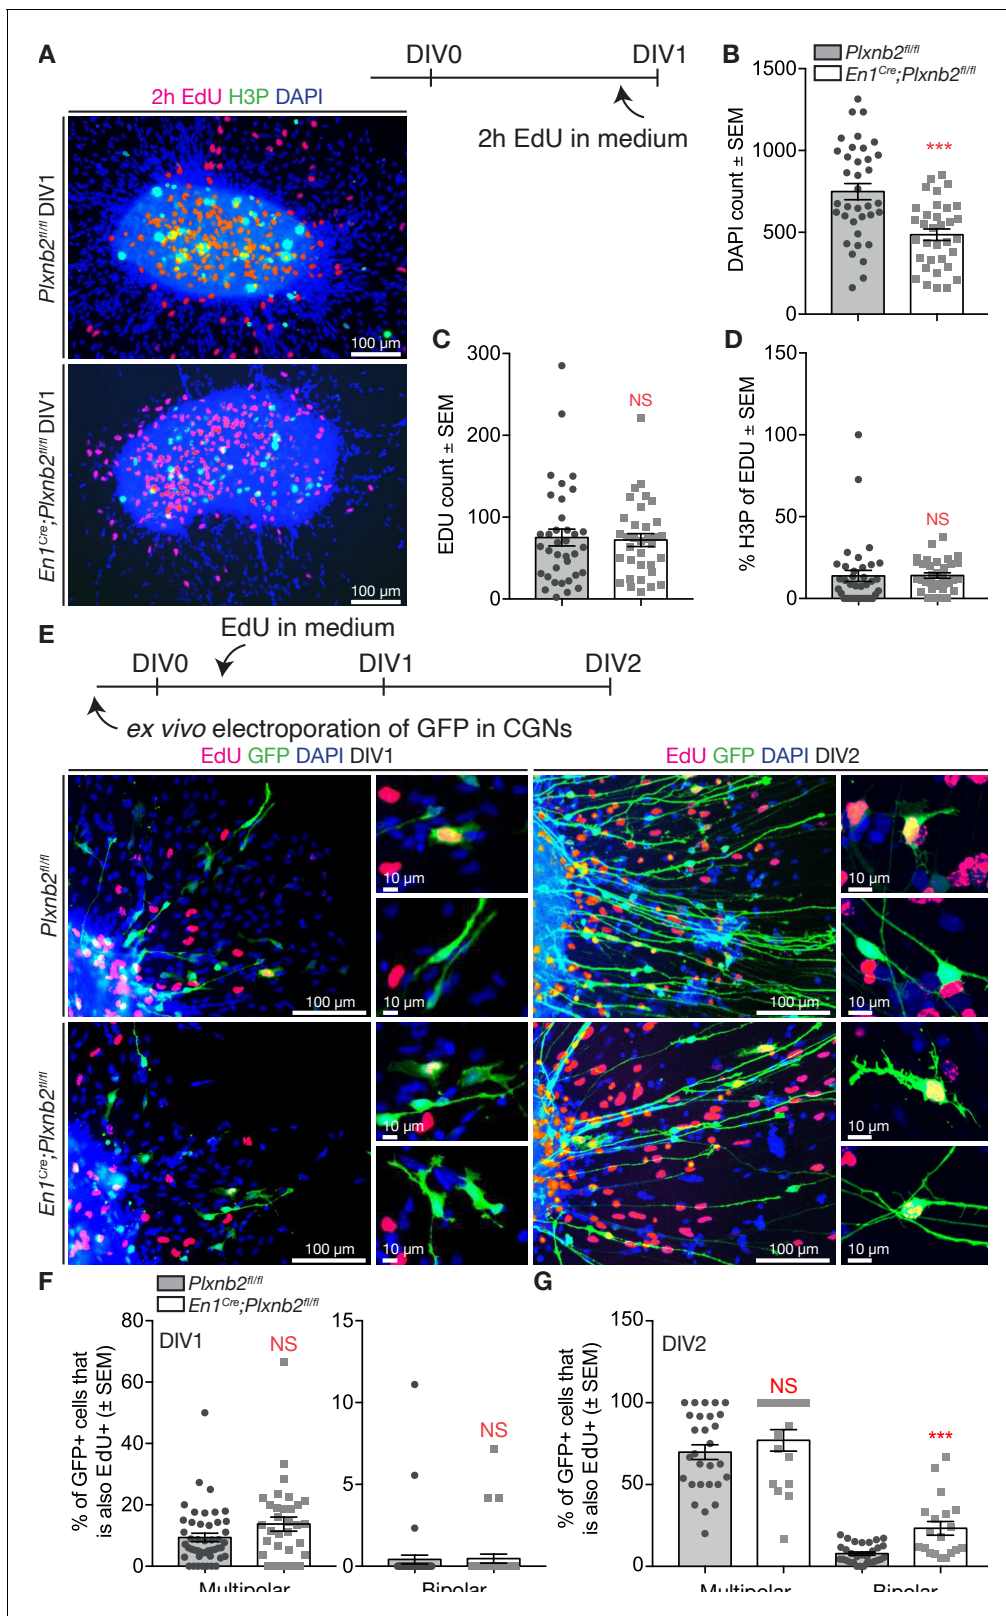 A
DIV0 DIV1
2h EdU in medium
2h EdU H3P DAPI
Plxnb2fl/fl DIV1
100 µm
En1Cre;Plxnb2fl/fl DIV1
100 µm
B
Plxnb2fl/fl
En1Cre;Plxnb2fl/fl
DAPI count ± SEM
1500
1000
500
0
***
C
EDU count ± SEM
300
200
100
0
NS
D
% H3P of EDU ± SEM
150
100
50
0
NS
E
EdU in medium
DIV0 DIV1 DIV2
ex vivo electroporation of GFP in CGNs
EdU GFP DAPI DIV1
EdU GFP DAPI DIV2
Plxnb2fl/fl
100 µm
10 µm
10 µm
100 µm
10 µm
10 µm
En1Cre;Plxnb2fl/fl
100 µm
10 µm
10 µm
100 µm
10 µm
10 µm
F
Plxnb2fl/fl
En1Cre;Plxnb2fl/fl
% of GFP+ cells that
is also EdU+ (± SEM)
DIV1
80
60
40
20
0
NS
Multipolar
15
10
5
0
NS
Bipolar
G
% of GFP+ cells that
is also EdU+ (± SEM)
DIV2
150
100
50
0
NS
***
Multipolar Bipolar